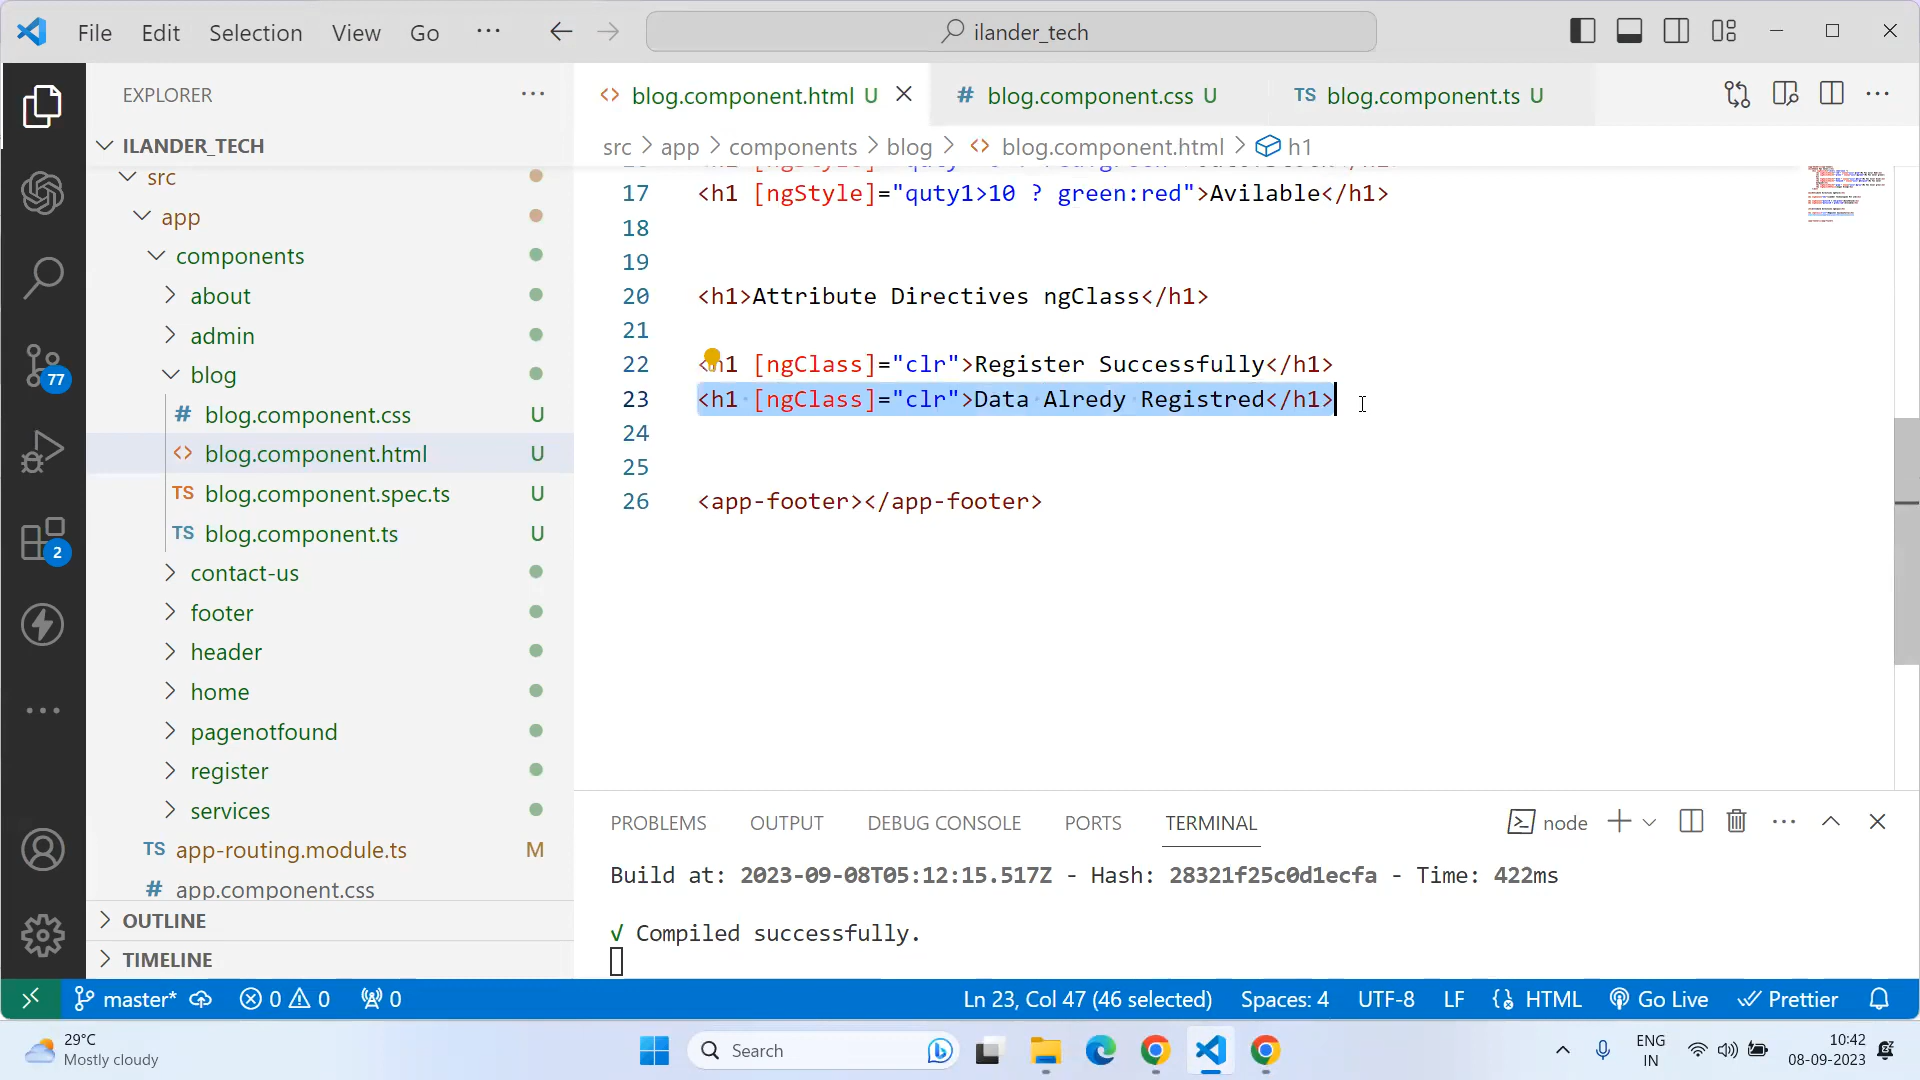 File Edit Selection View Go
ilander_tech
EXPLORER
blog.component.html U
# blog.component.css U
TS blog.component.ts U
ILANDER_TECH
src > app > components > blog > blog.component.html > h1
src
app
components
about
admin
blog
# blog.component.css U
blog.component.html U
TS blog.component.spec.ts U
TS blog.component.ts U
contact-us
footer
header
home
pagenotfound
register
services
TS app-routing.module.ts M
# app.component.css
OUTLINE
TIMELINE
77
2
17 <h1 [ngStyle]="quty1>10 ? green:red">Avilable</h1>
18
19
20 <h1>Attribute Directives ngClass</h1>
21
22 <h1 [ngClass]="clr">Register Successfully</h1>
23 <h1 [ngClass]="clr">Data Alredy Registred</h1>
24
25
26 <app-footer></app-footer>
PROBLEMS OUTPUT DEBUG CONSOLE PORTS TERMINAL
node
Build at: 2023-09-08T05:12:15.517Z - Hash: 28321f25c0d1ecfa - Time: 422ms
√ Compiled successfully.
master* 0 0 0
Ln 23, Col 47 (46 selected) Spaces: 4 UTF-8 LF HTML Go Live Prettier
29°C
Mostly cloudy
Search
ENG
IN
10:42
08-09-2023